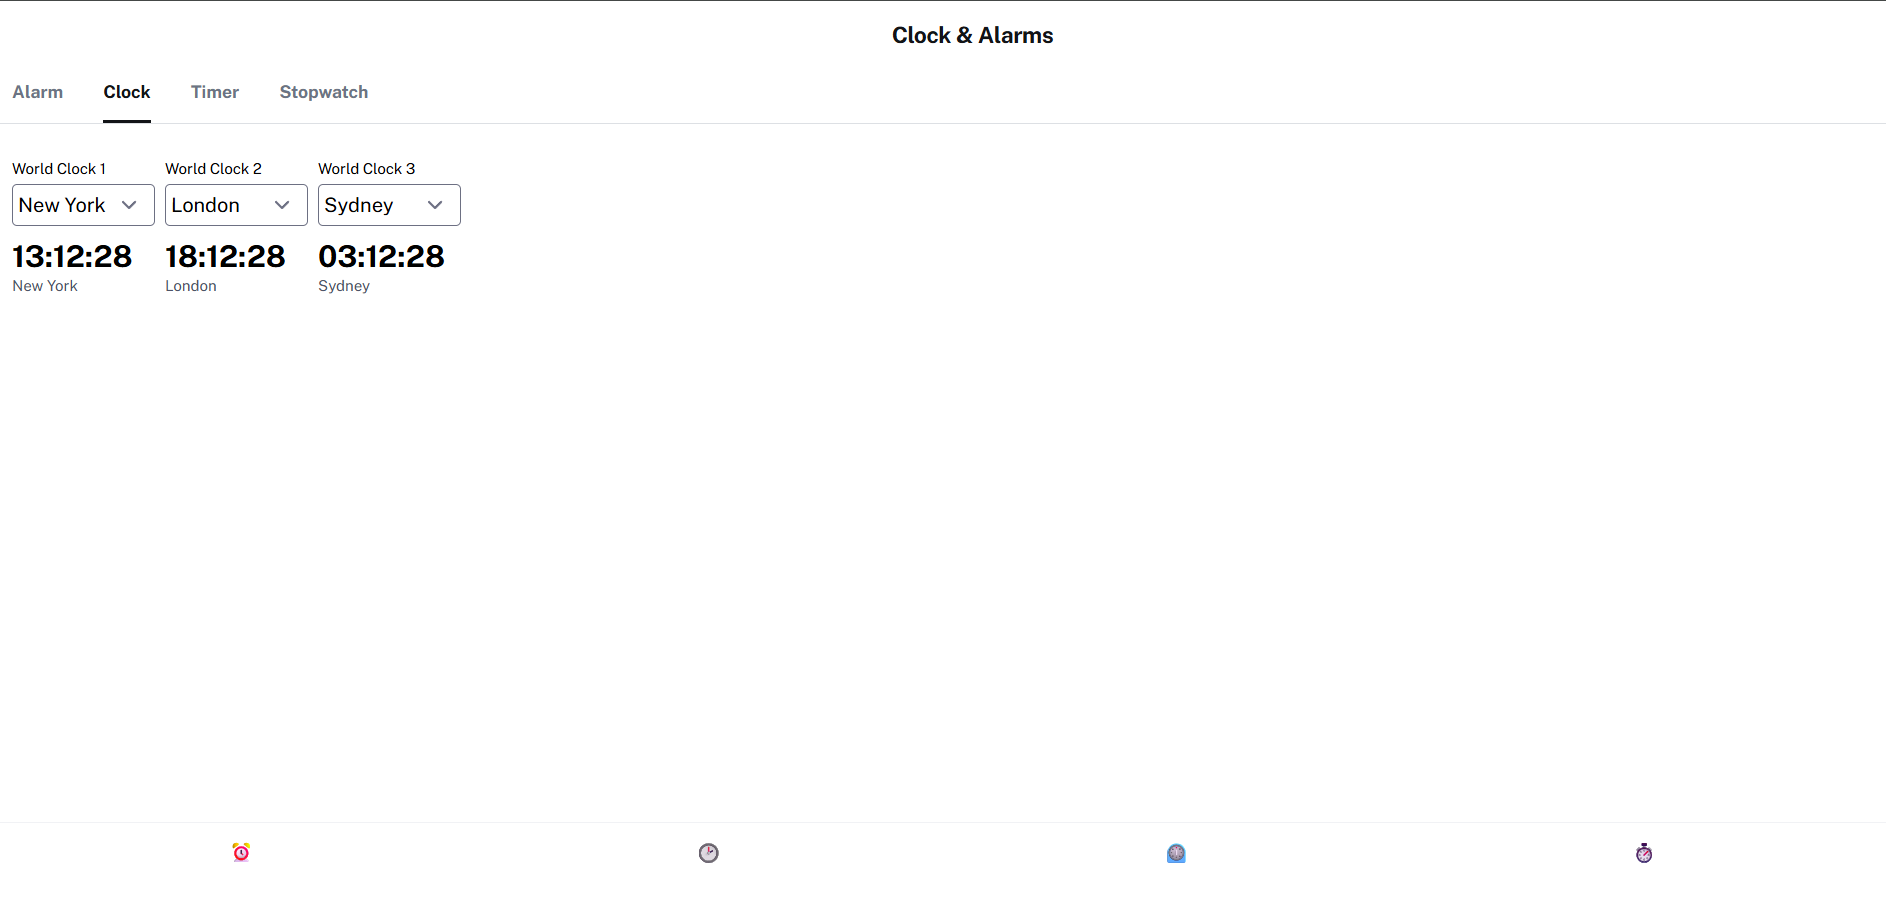 Clock & Alarms
Alarm Clock Timer Stopwatch
World Clock 1 World Clock 2 World Clock 3
New York London Sydney
13:12:28 18:12:28 03:12:28
New York London Sydney